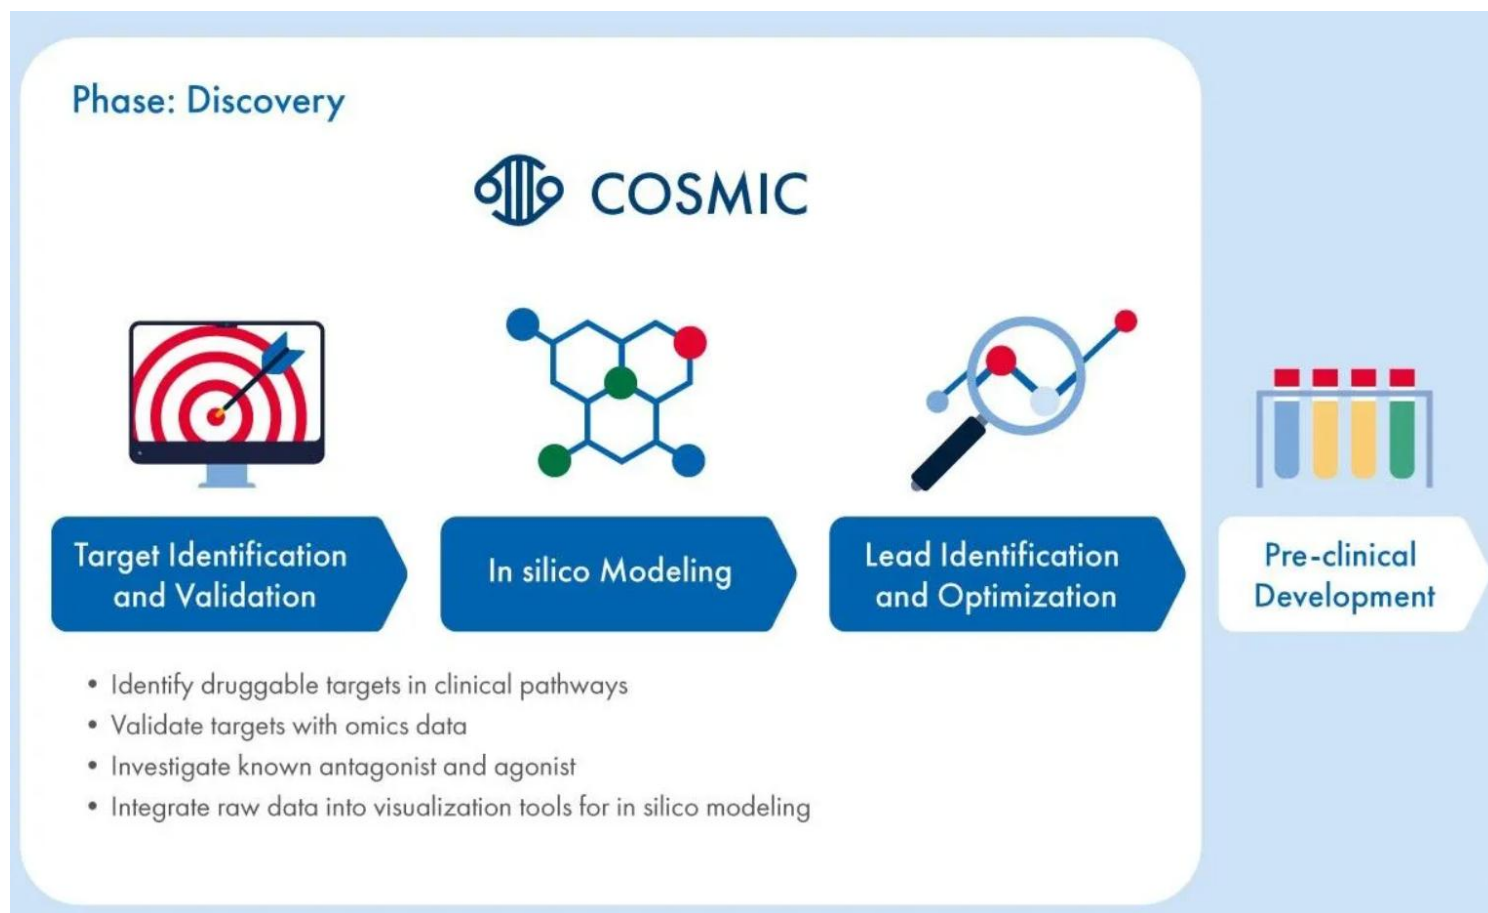 Phase: Discovery
COSMIC
Target Identification
and Validation
In silico Modeling
Lead Identification
and Optimization
Pre-clinical
Development
• Identify druggable targets in clinical pathways
• Validate targets with omics data
• Investigate known antagonist and agonist
• Integrate raw data into visualization tools for in silico modeling